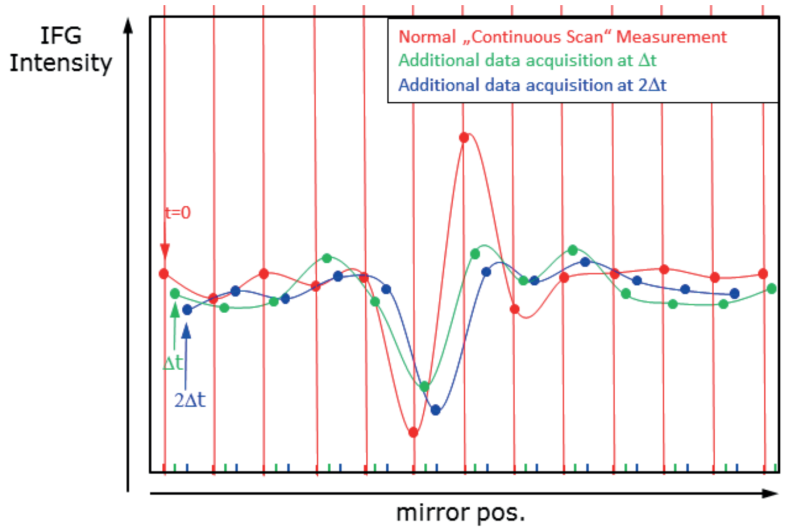 IFG
Intensity
Normal „Continuous Scan“ Measurement
Additional data acquisition at Δt
Additional data acquisition at 2Δt
t=0
Δt
2Δt
mirror pos.